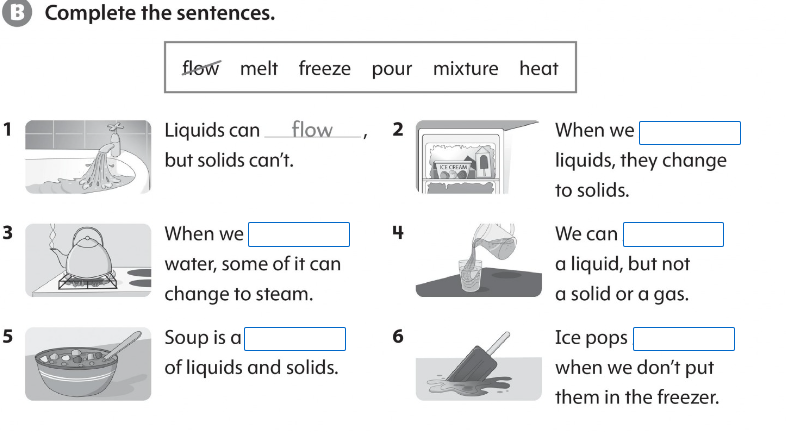 B Complete the sentences.
flow melt freeze pour mixture heat
1 Liquids can flow,
but solids can't.
2 When we
liquids, they change
to solids.
ICE CREAM
3 When we
water, some of it can
change to steam.
4 We can
a liquid, but not
a solid or a gas.
5 Soup is a
of liquids and solids.
6 Ice pops
when we don't put
them in the freezer.